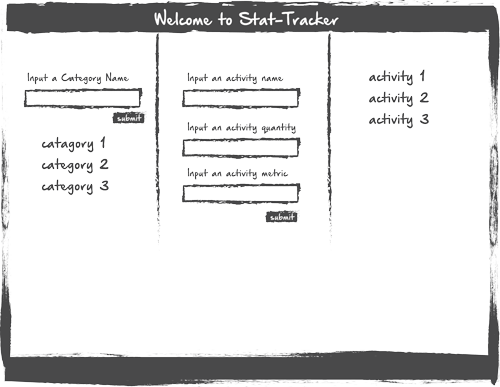 Welcome to Stat-Tracker
Input a Category Name
submit
catagory 1
category 2
category 3
Input an activity name
Input an activity quantity
Input an activity metric
submit
activity 1
activity 2
activity 3